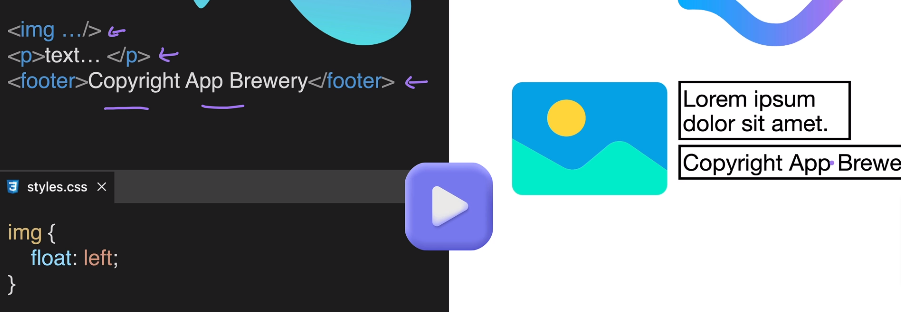 <img .../>
<p>text... </p>
<footer>Copyright App Brewery</footer>
styles.css
img {
float: left;
}
Lorem ipsum
dolor sit amet.
Copyright App Brewe